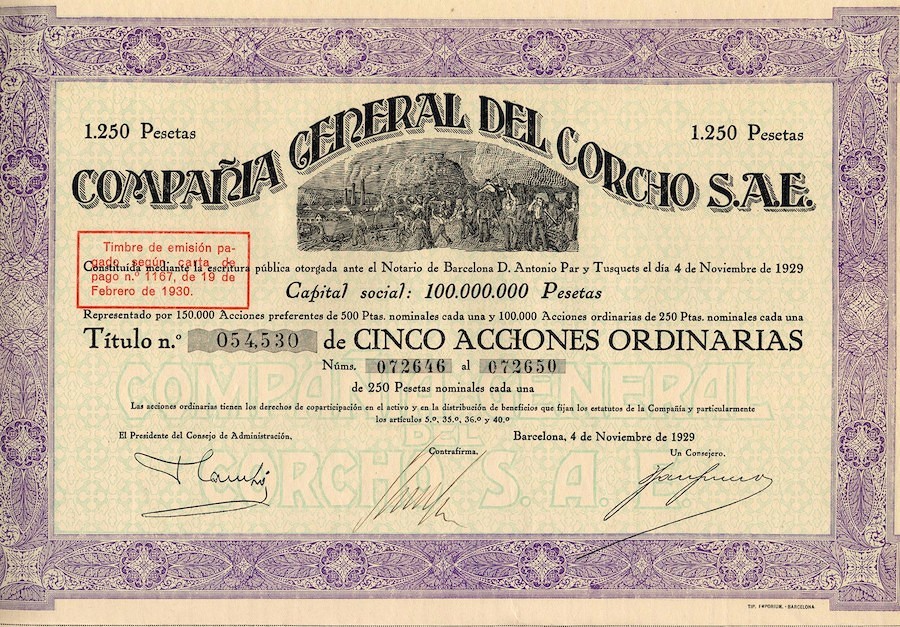 1.250 Pesetas
1.250 Pesetas
COMPAÑIA GENERAL DEL CORCHO S.A.E.
Timbre de emisión pa-
gado según carta de
pago n.º 1167, de 19 de
Febrero de 1930.
Constituida mediante la escritura pública otorgada ante el Notario de Barcelona D. Antonio Par y Tusquets el día 4 de Noviembre de 1929
Capital social: 100.000.000 Pesetas
Representado por 150.000 Acciones preferentes de 500 Ptas. nominales cada una y 100.000 Acciones ordinarias de 250 Ptas. nominales cada una
Título n.º 054,530 de CINCO ACCIONES ORDINARIAS
Núms. 072646 al 072650
de 250 Pesetas nominales cada una
COMPAÑIA GENERAL
DEL
CORCHO S. A. E.
Las acciones ordinarias tienen los derechos de coparticipación en el activo y en la distribución de beneficios que fijan los estatutos de la Compañía y particularmente
los artículos 5.º, 35.º, 36.º y 40.º
El Presidente del Consejo de Administración,
Barcelona, 4 de Noviembre de 1929
Contrafirma,
Un Consejero,
TIP. EMPORIUM. - BARCELONA